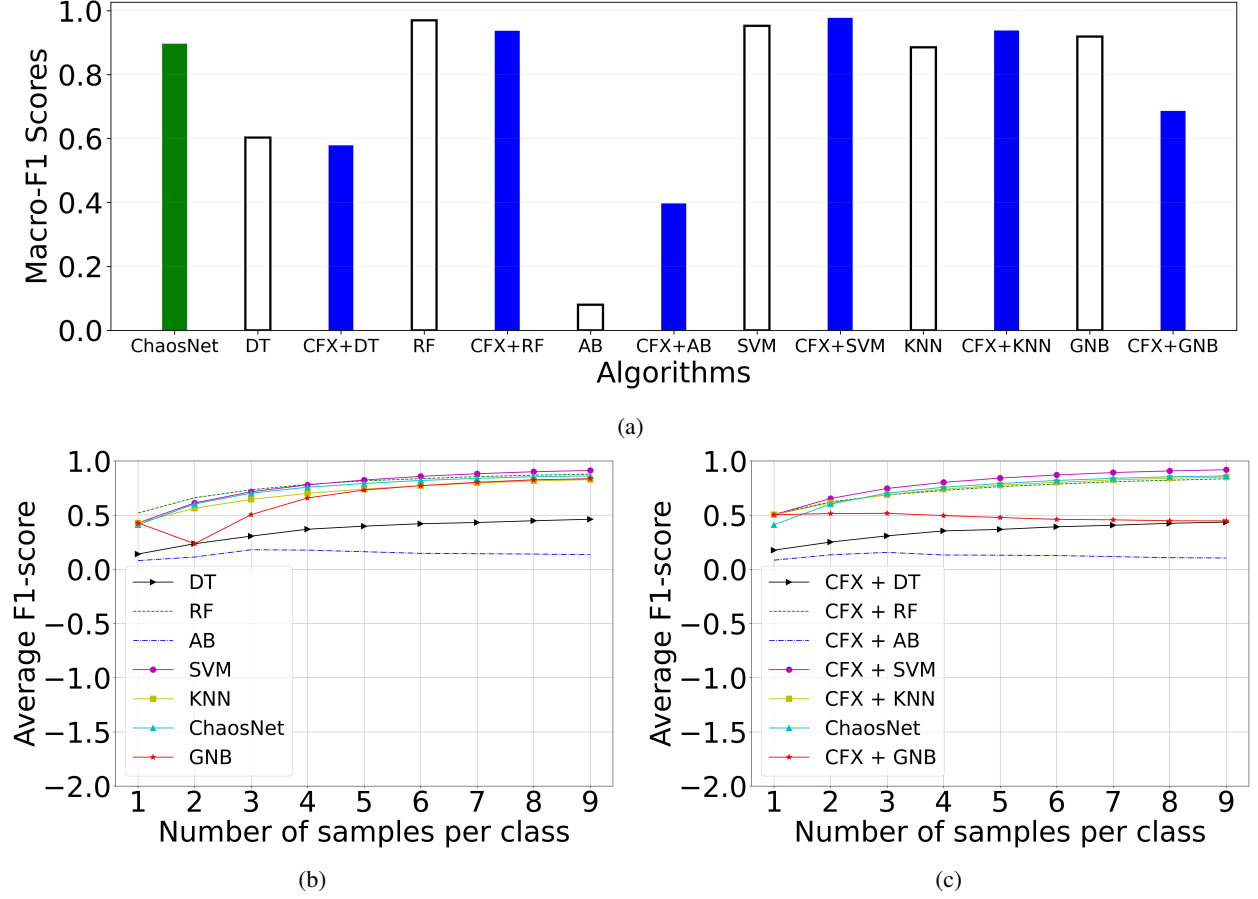 Macro-F1 Scores
1.0
0.8
0.6
0.4
0.2
0.0
ChaosNet DT CFX+DT RF CFX+RF AB CFX+AB SVM CFX+SVM KNN CFX+KNN GNB CFX+GNB
Algorithms
(a)
Average F1-score
1.0
0.5
0.0
−0.5
−1.0
−1.5
−2.0
DT
RF
AB
SVM
KNN
ChaosNet
GNB
1 2 3 4 5 6 7 8 9
Number of samples per class
(b)
Average F1-score
1.0
0.5
0.0
−0.5
−1.0
−1.5
−2.0
CFX + DT
CFX + RF
CFX + AB
CFX + SVM
CFX + KNN
ChaosNet
CFX + GNB
1 2 3 4 5 6 7 8 9
Number of samples per class
(c)